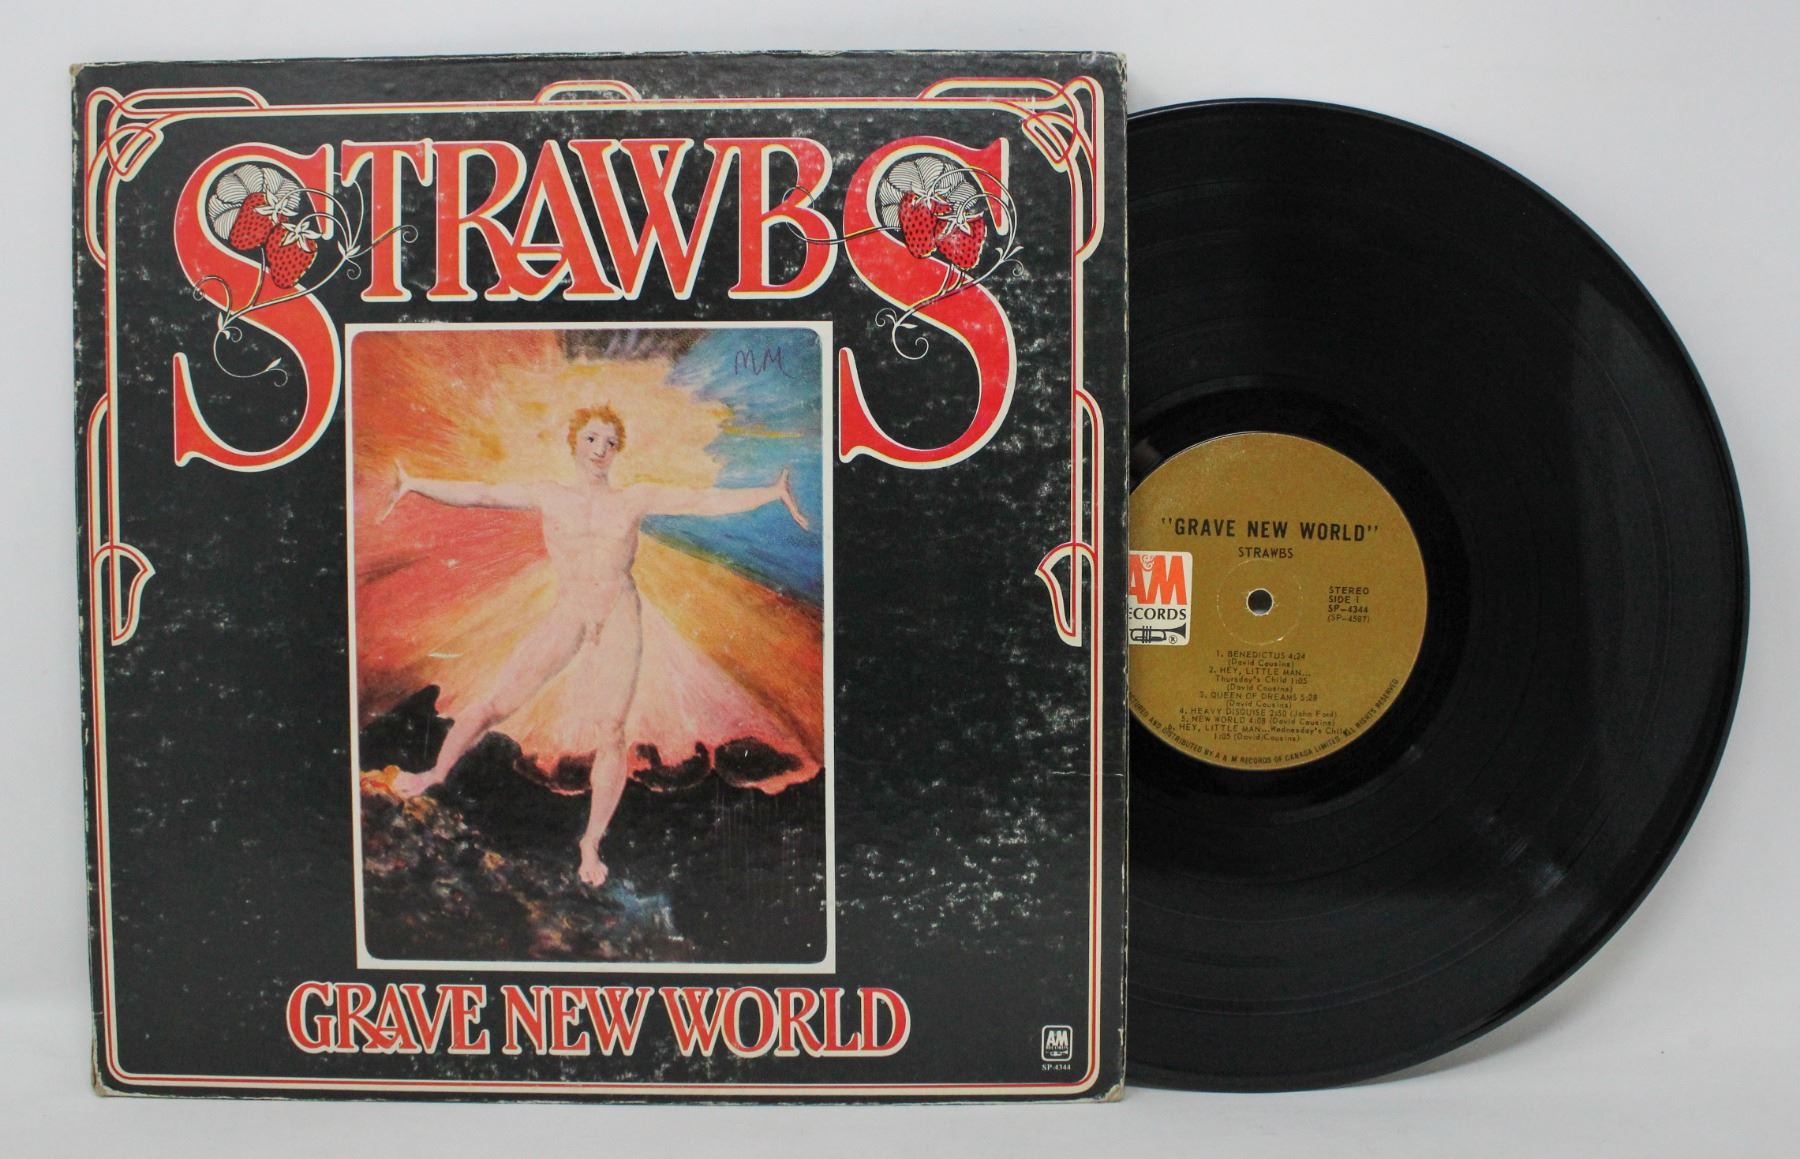 STRAWBS
MM
GRAVE NEW WORLD
A&M
RECORDS
SP-4344
"GRAVE NEW WORLD"
STRAWBS
A&M
ECORDS
®
STEREO
SIDE 1
SP-4344
(SP-4587)
1. BENEDICTUS 4:24
(David Cousins)
2. HEY, LITTLE MAN...
Thursday's Child 1:05
(David Cousins)
3. QUEEN OF DREAMS 5:28
(David Cousins)
4. HEAVY DISGUISE 2:50 (John Ford)
5. NEW WORLD 4:08 (David Cousins)
6. HEY, LITTLE MAN...Wednesday's Child
1:05 (David Cousins)
AND DISTRIBUTED BY A & M RECORDS OF CANADA LIMITED. ALL RIGHTS RESERVED